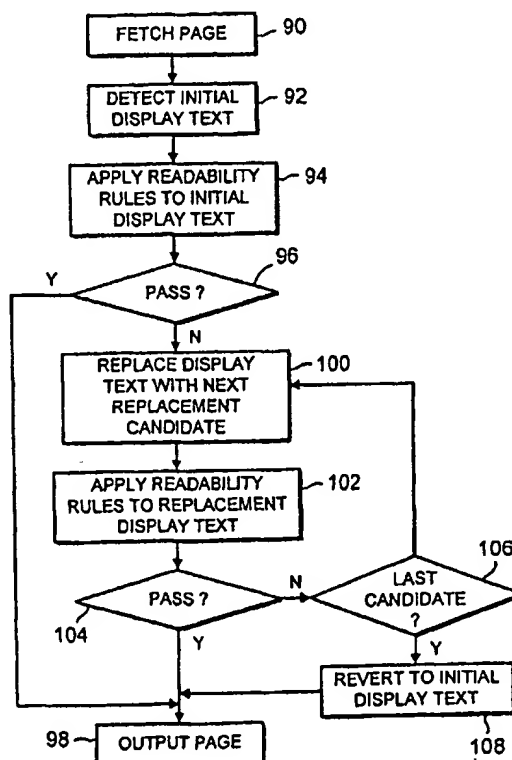 FETCH PAGE
90
DETECT INITIAL
DISPLAY TEXT
92
APPLY READABILITY
RULES TO INITIAL
DISPLAY TEXT
94
96
Y
PASS ?
N
REPLACE DISPLAY
TEXT WITH NEXT
REPLACEMENT
CANDIDATE
100
APPLY READABILITY
RULES TO REPLACEMENT
DISPLAY TEXT
102
PASS ?
104
N
Y
LAST
CANDIDATE
?
106
Y
REVERT TO INITIAL
DISPLAY TEXT
108
98
OUTPUT PAGE